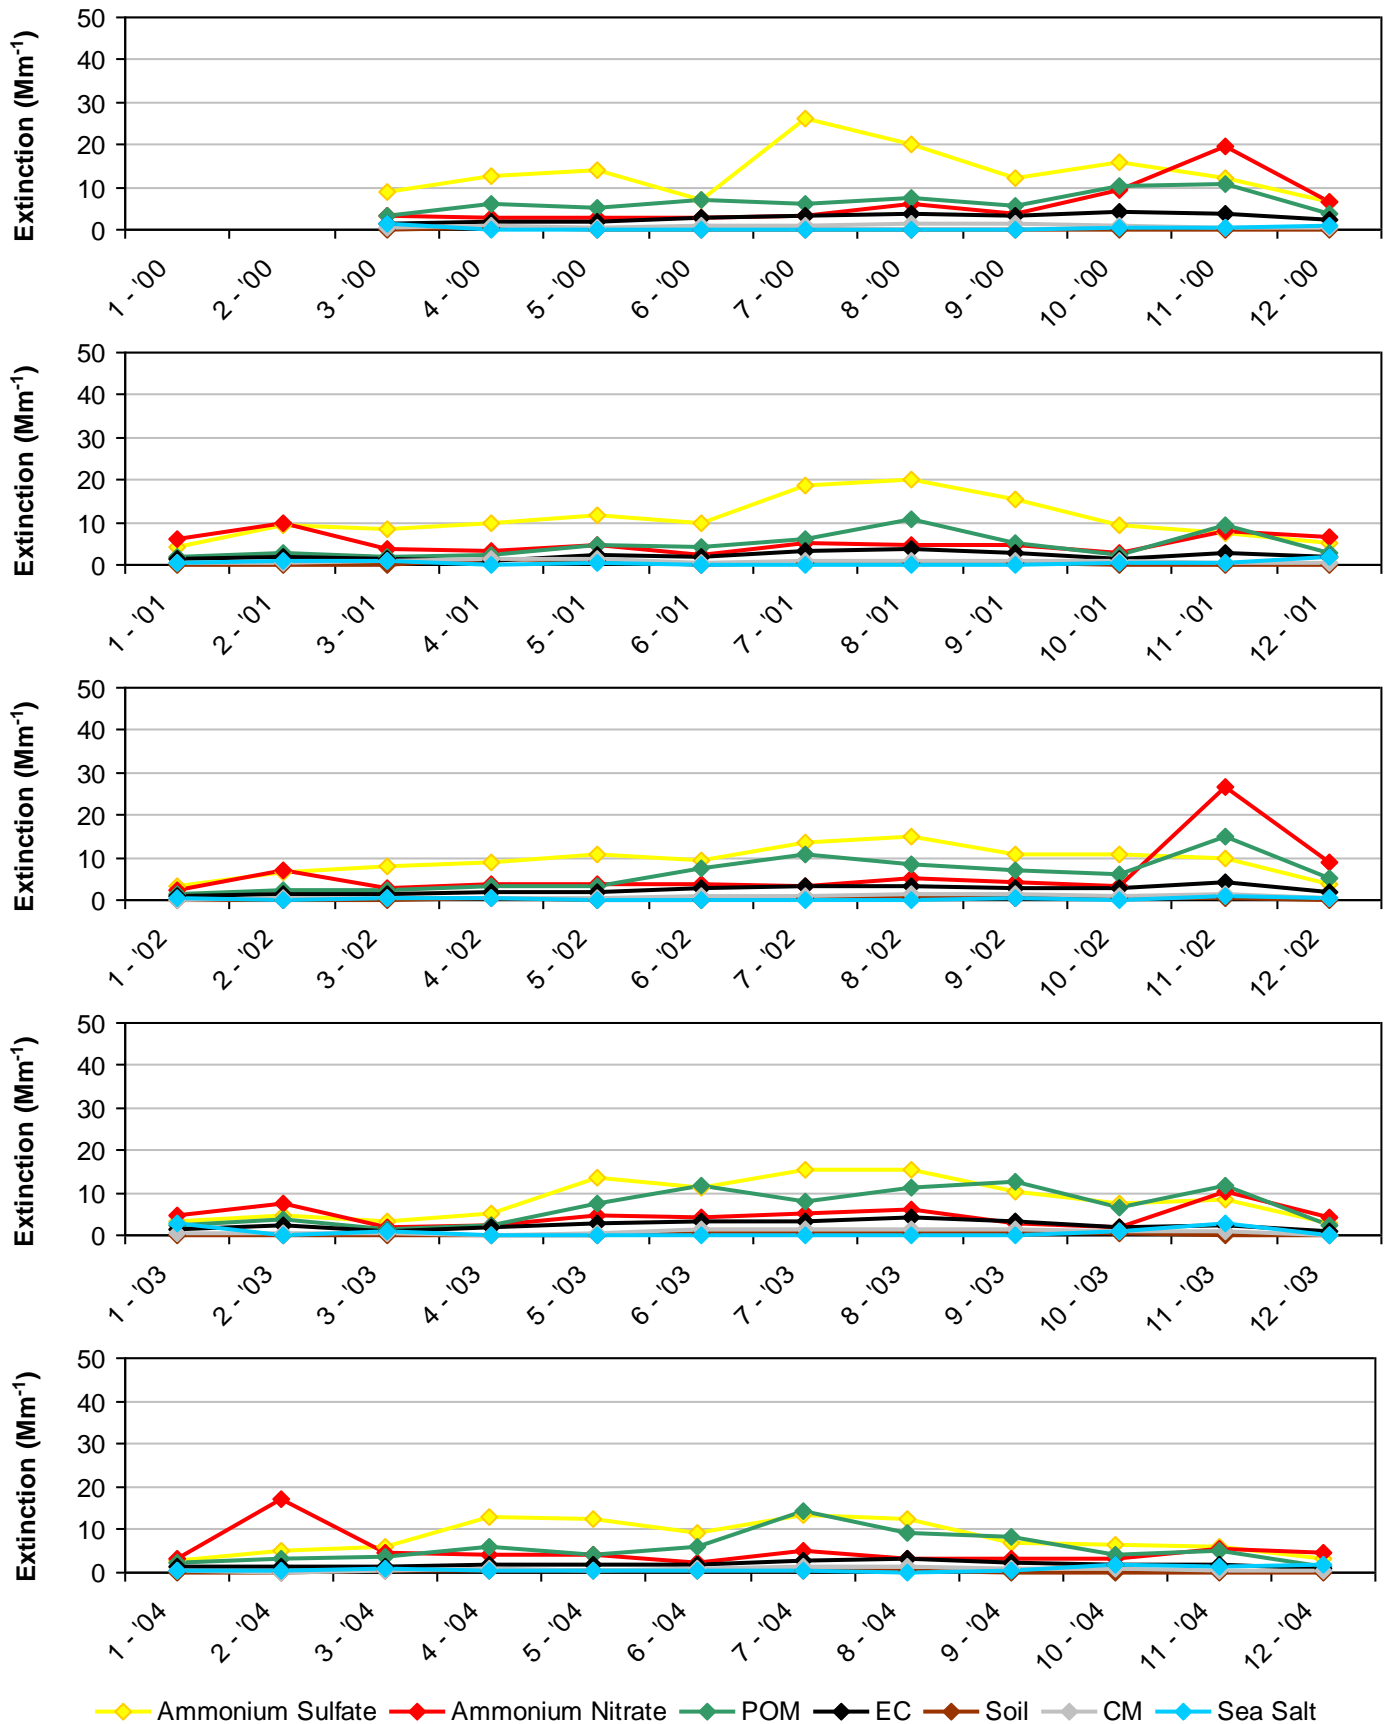 Extinction (Mm-1)
50
40
30
20
10
0
1 - '00 2 - '00 3 - '00 4 - '00 5 - '00 6 - '00 7 - '00 8 - '00 9 - '00 10 - '00 11 - '00 12 - '00
Extinction (Mm-1)
50
40
30
20
10
0
1 - '01 2 - '01 3 - '01 4 - '01 5 - '01 6 - '01 7 - '01 8 - '01 9 - '01 10 - '01 11 - '01 12 - '01
Extinction (Mm-1)
50
40
30
20
10
0
1 - '02 2 - '02 3 - '02 4 - '02 5 - '02 6 - '02 7 - '02 8 - '02 9 - '02 10 - '02 11 - '02 12 - '02
Extinction (Mm-1)
50
40
30
20
10
0
1 - '03 2 - '03 3 - '03 4 - '03 5 - '03 6 - '03 7 - '03 8 - '03 9 - '03 10 - '03 11 - '03 12 - '03
Extinction (Mm-1)
50
40
30
20
10
0
1 - '04 2 - '04 3 - '04 4 - '04 5 - '04 6 - '04 7 - '04 8 - '04 9 - '04 10 - '04 11 - '04 12 - '04
Ammonium Sulfate Ammonium Nitrate POM EC Soil CM Sea Salt